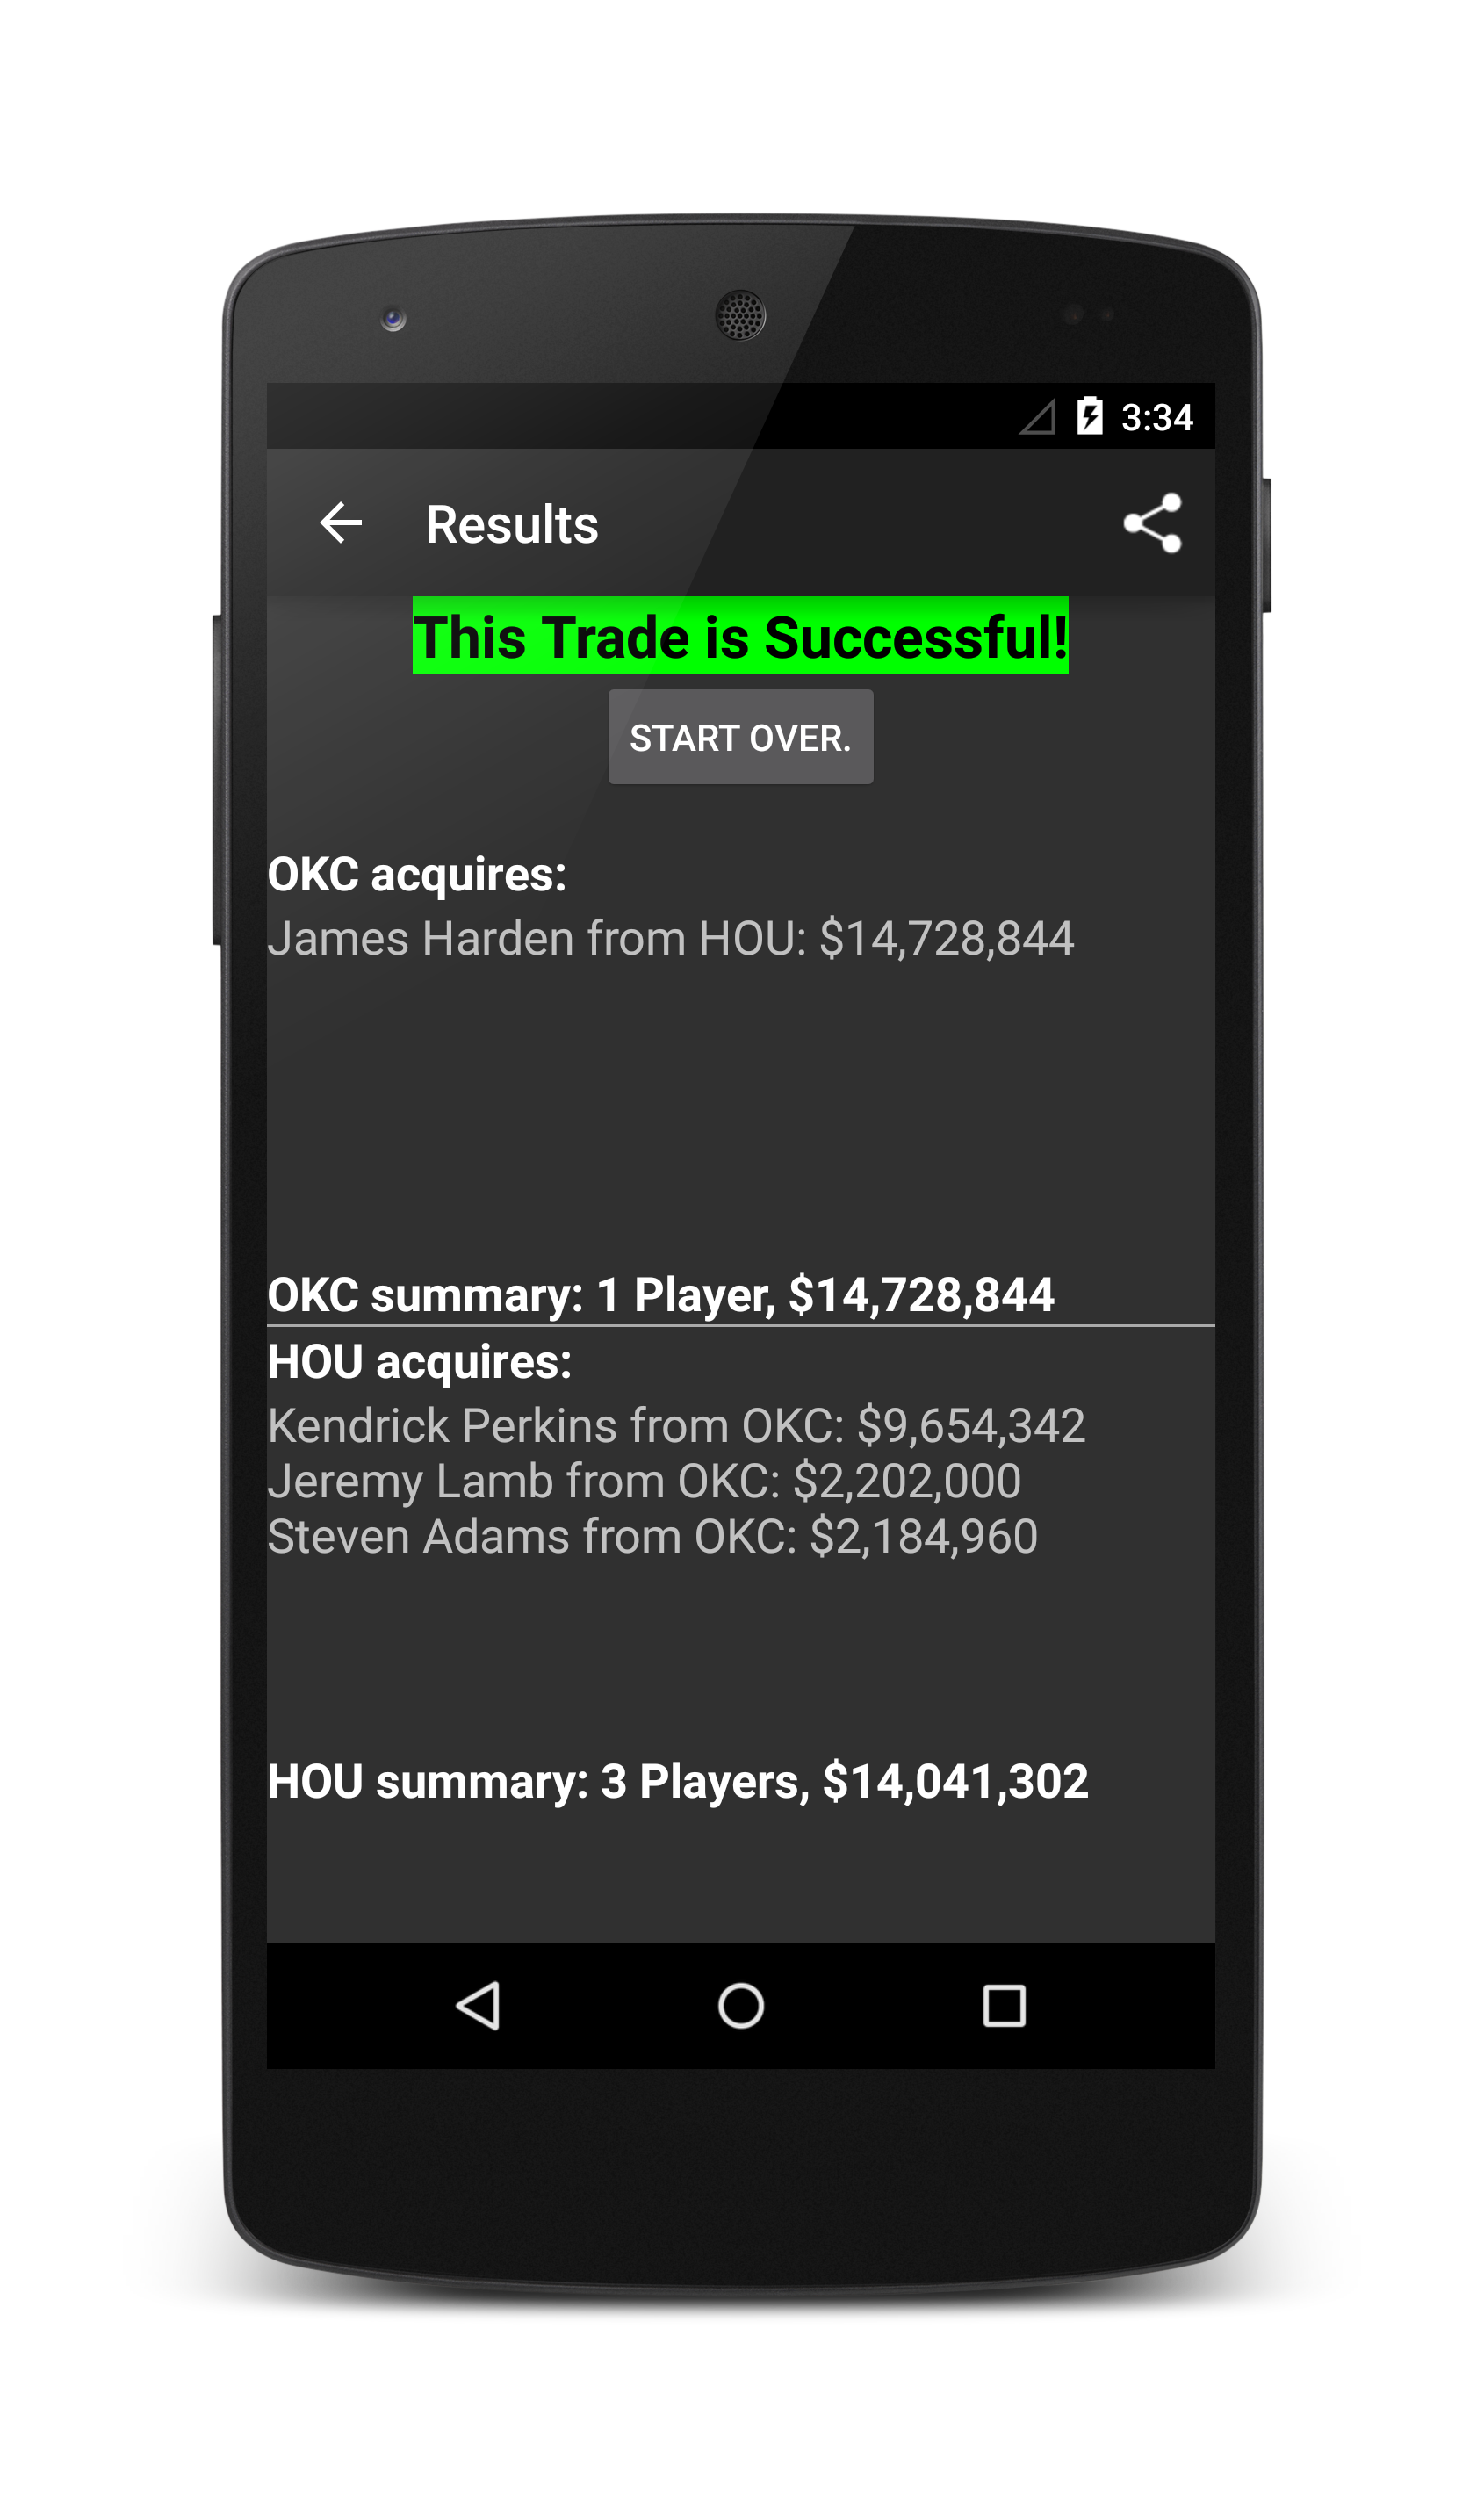 3:34
Results
This Trade is Successful!
START OVER.
OKC acquires:
James Harden from HOU: $14,728,844
OKC summary: 1 Player, $14,728,844
HOU acquires:
Kendrick Perkins from OKC: $9,654,342
Jeremy Lamb from OKC: $2,202,000
Steven Adams from OKC: $2,184,960
HOU summary: 3 Players, $14,041,302